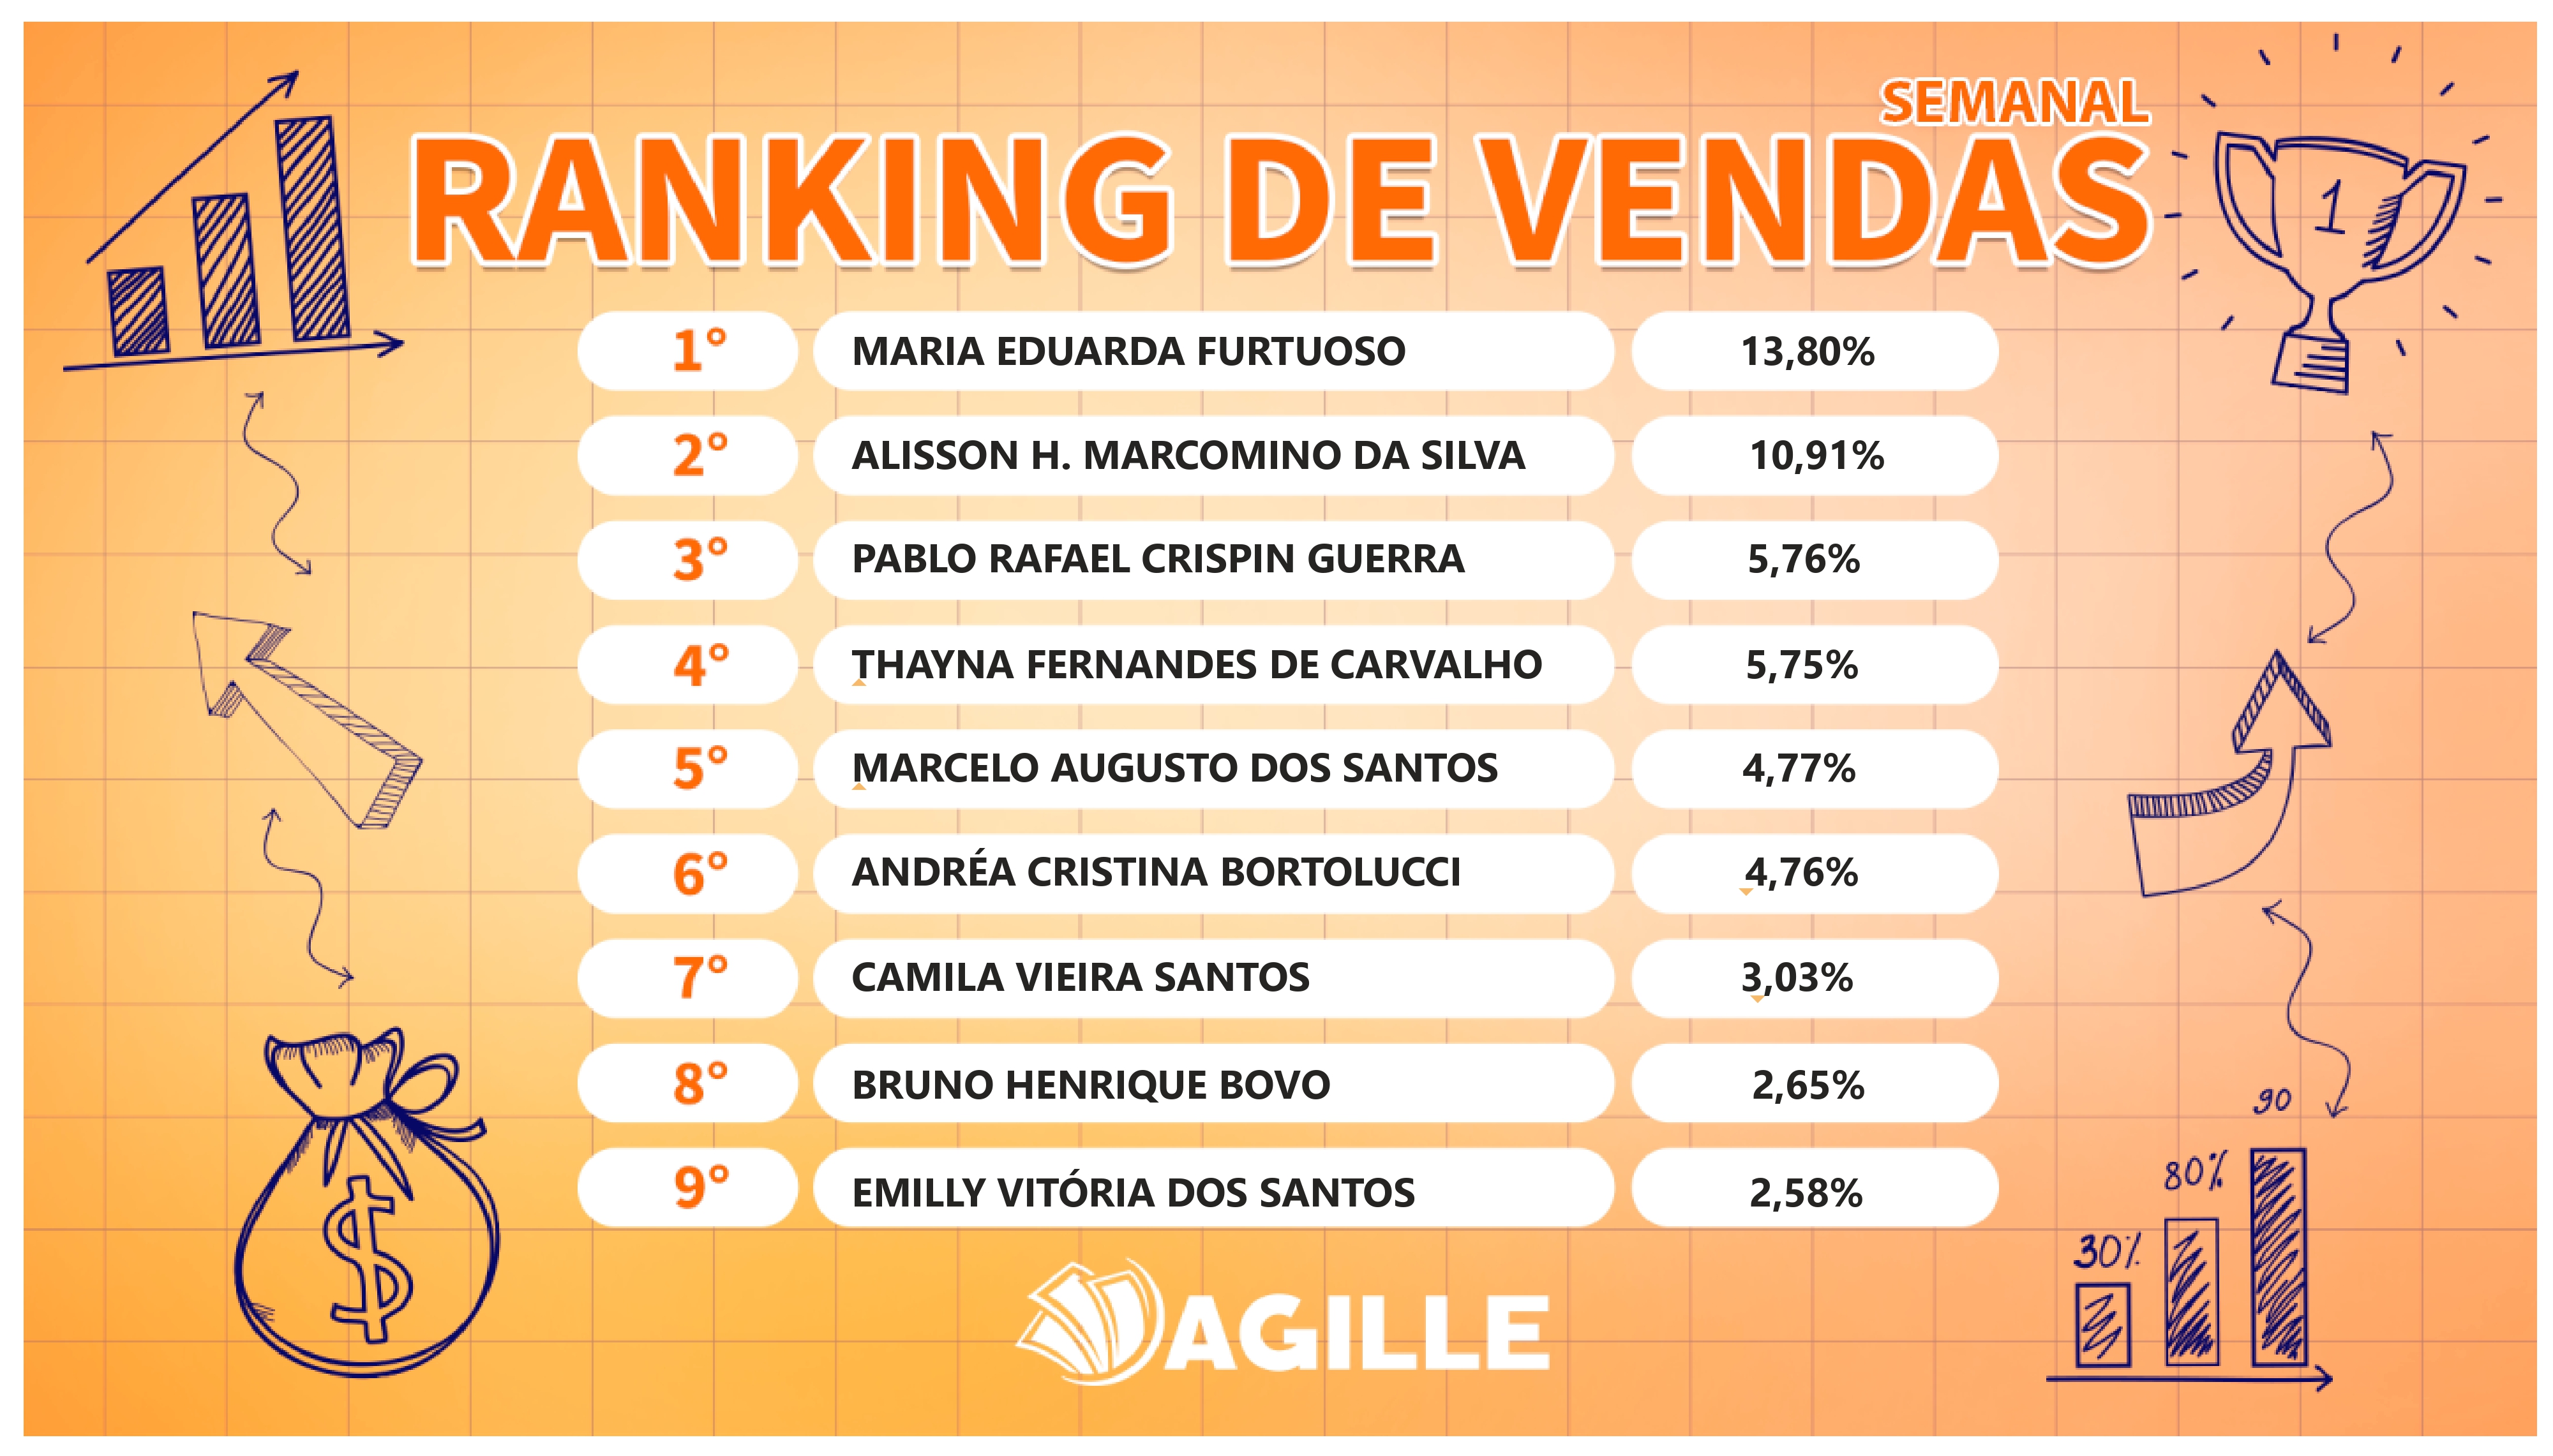 SEMANAL
RANKING DE VENDAS
1° MARIA EDUARDA FURTUOSO 13,80%
2° ALISSON H. MARCOMINO DA SILVA 10,91%
3° PABLO RAFAEL CRISPIN GUERRA 5,76%
4° THAYNA FERNANDES DE CARVALHO 5,75%
5° MARCELO AUGUSTO DOS SANTOS 4,77%
6° ANDRÉA CRISTINA BORTOLUCCI 4,76%
7° CAMILA VIEIRA SANTOS 3,03%
8° BRUNO HENRIQUE BOVO 2,65%
9° EMILLY VITÓRIA DOS SANTOS 2,58%
AGILLE
1
$
30%
80%
90